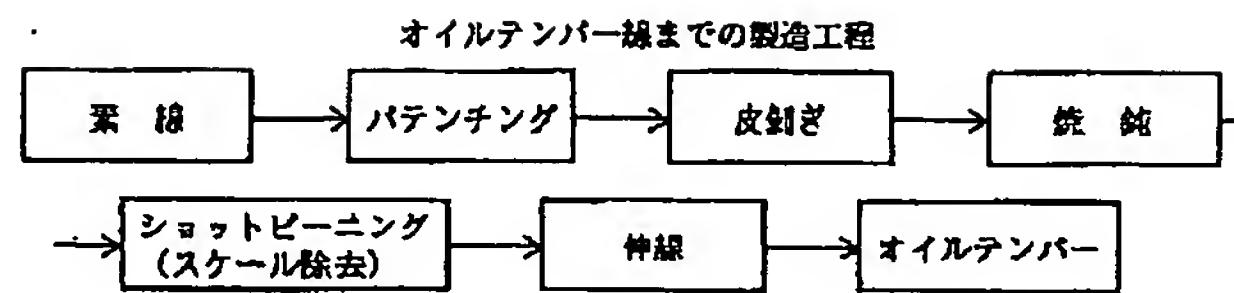 オイルテンパー線までの製造工程
素 線
パテンチング
皮剝ぎ
焼 鈍
ショットピーニング
(スケール除去)
伸線
オイルテンパー